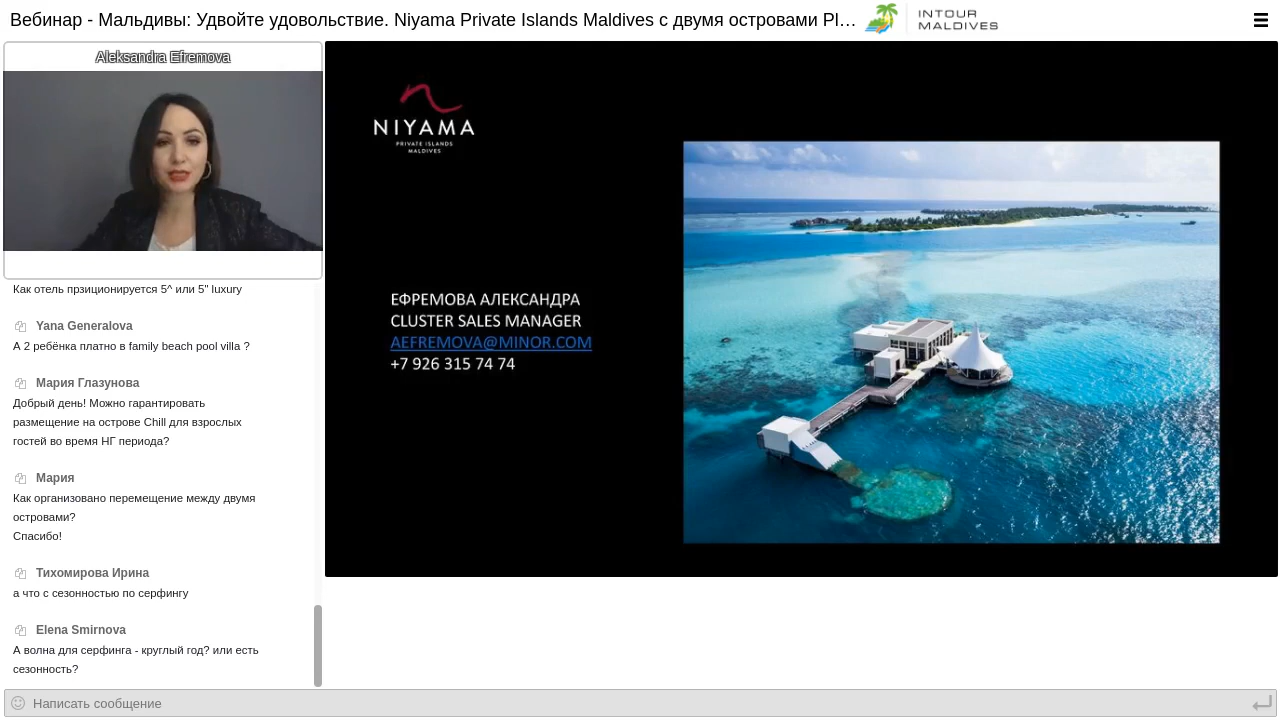 Вебинар - Мальдивы: Удвойте удовольствие. Niyama Private Islands Maldives с двумя островами Pl…
INTOUR
MALDIVES
Aleksandra Efremova
Как отель прзиционируется 5^ или 5" luxury
Yana Generalova
А 2 ребёнка платно в family beach pool villa ?
Мария Глазунова
Добрый день! Можно гарантировать
размещение на острове Chill для взрослых
гостей во время НГ периода?
Мария
Как организовано перемещение между двумя
островами?
Спасибо!
Тихомирова Ирина
а что с сезонностью по серфингу
Elena Smirnova
А волна для серфинга - круглый год? или есть
сезонность?
Написать сообщение
NIYAMA
PRIVATE ISLANDS
MALDIVES
ЕФРЕМОВА АЛЕКСАНДРА
CLUSTER SALES MANAGER
AEFREMOVA@MINOR.COM
+7 926 315 74 74